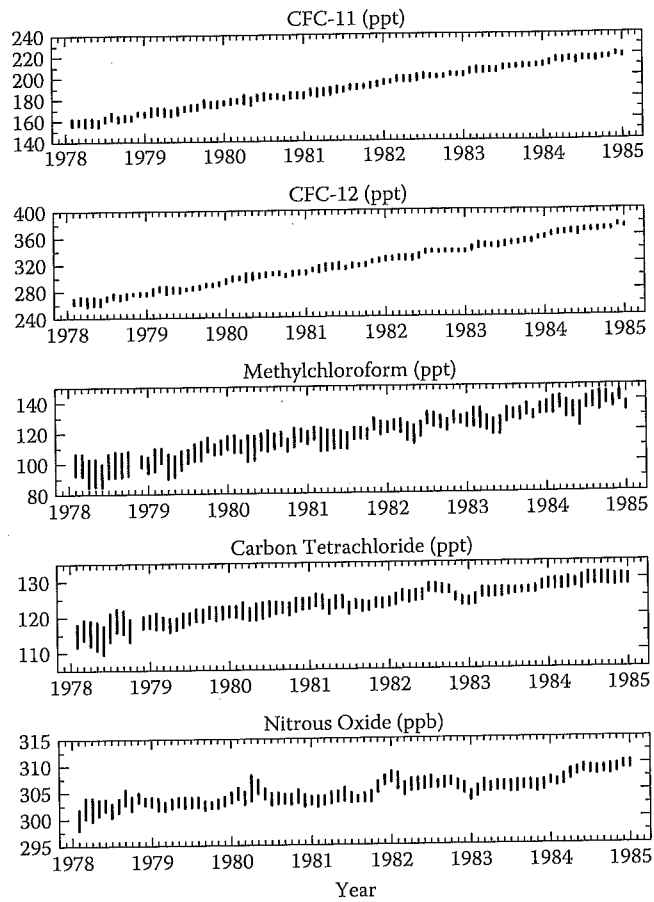 CFC-11 (ppt)
240
220
200
180
160
140
1978 1979 1980 1981 1982 1983 1984 1985
CFC-12 (ppt)
400
360
320
280
240
1978 1979 1980 1981 1982 1983 1984 1985
Methylchloroform (ppt)
140
120
100
80
1978 1979 1980 1981 1982 1983 1984 1985
Carbon Tetrachloride (ppt)
130
120
110
1978 1979 1980 1981 1982 1983 1984 1985
Nitrous Oxide (ppb)
315
310
305
300
295
1978 1979 1980 1981 1982 1983 1984 1985
Year